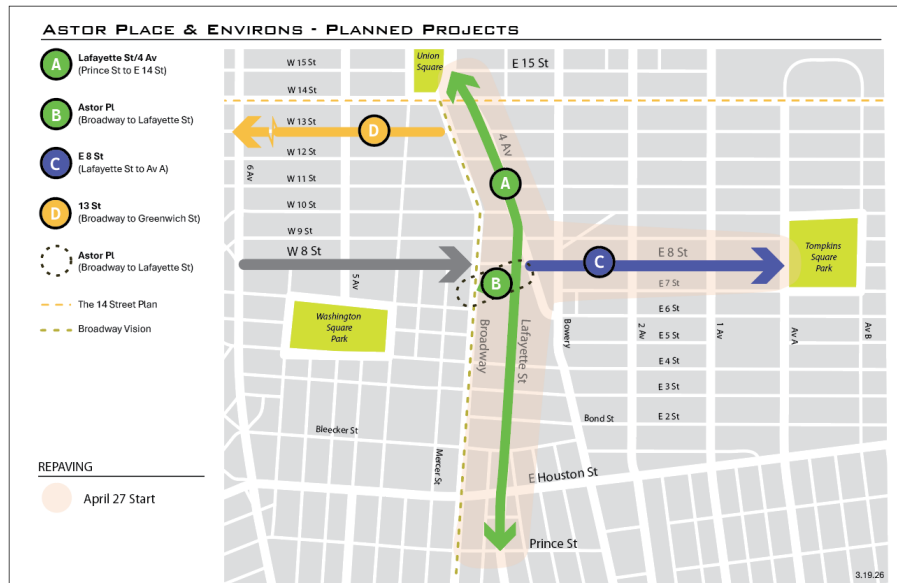 Astor Place & Environs - Planned Projects
A
Lafayette St/4 Av
(Prince St to E 14 St)
B
Astor Pl
(Broadway to Lafayette St)
C
E 8 St
(Lafayette St to Av A)
D
13 St
(Broadway to Greenwich St)
Astor Pl
(Broadway to Lafayette St)
The 14 Street Plan
Broadway Vision
REPAVING
April 27 Start
Union
Square
W 15 St
E 15 St
W 14 St
W 13 St
D
W 12 St
4 Av
6 Av
W 11 St
A
W 10 St
W 9 St
W 8 St
E 8 St
C
Tompkins
Square
Park
5 Av
B
E 7 St
Washington
Square
Park
Broadway
Lafayette St
Bowery
E 6 St
2 Av
E 5 St
1 Av
Av A
Av B
E 4 St
E 3 St
E 2 St
Bond St
Bleecker St
Mercer St
E Houston St
Prince St
3.19.26